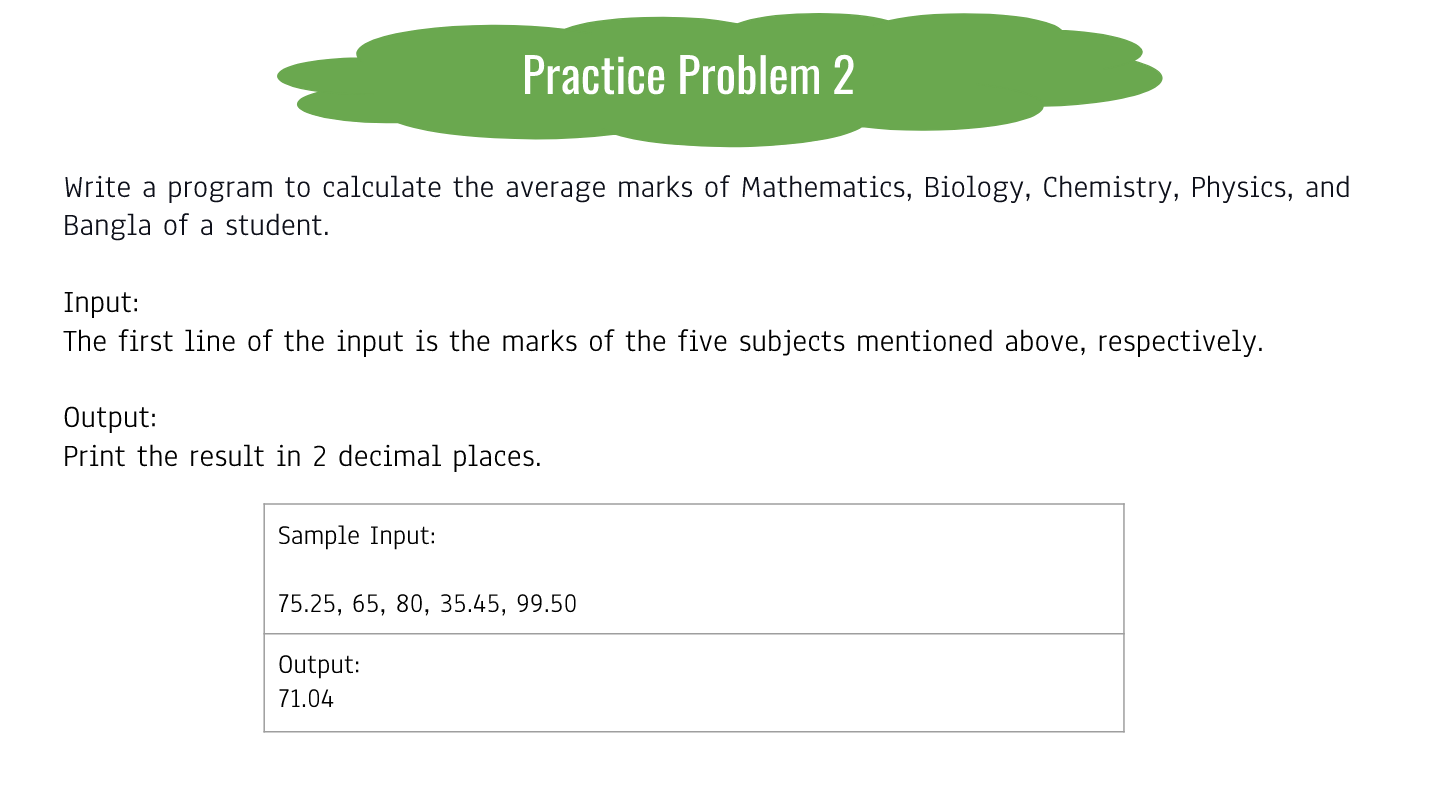 Practice Problem 2
Write a program to calculate the average marks of Mathematics, Biology, Chemistry, Physics, and
Bangla of a student.
Input:
The first line of the input is the marks of the five subjects mentioned above, respectively.
Output:
Print the result in 2 decimal places.
Sample Input:
75.25, 65, 80, 35.45, 99.50
Output:
71.04